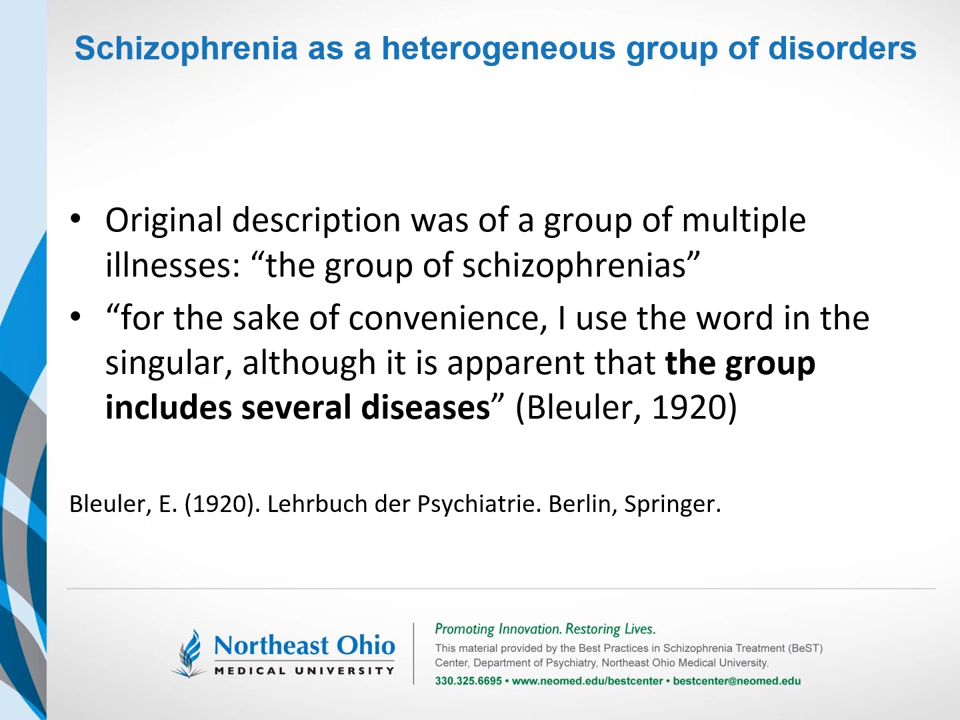 Schizophrenia as a heterogeneous group of disorders
• Original description was of a group of multiple
illnesses: “the group of schizophrenias”
• “for the sake of convenience, I use the word in the
singular, although it is apparent that the group
includes several diseases” (Bleuler, 1920)
Bleuler, E. (1920). Lehrbuch der Psychiatrie. Berlin, Springer.
Northeast Ohio
MEDICAL UNIVERSITY
Promoting Innovation. Restoring Lives.
This material provided by the Best Practices in Schizophrenia Treatment (BeST)
Center, Department of Psychiatry, Northeast Ohio Medical University.
330.325.6695 • www.neomed.edu/bestcenter • bestcenter@neomed.edu